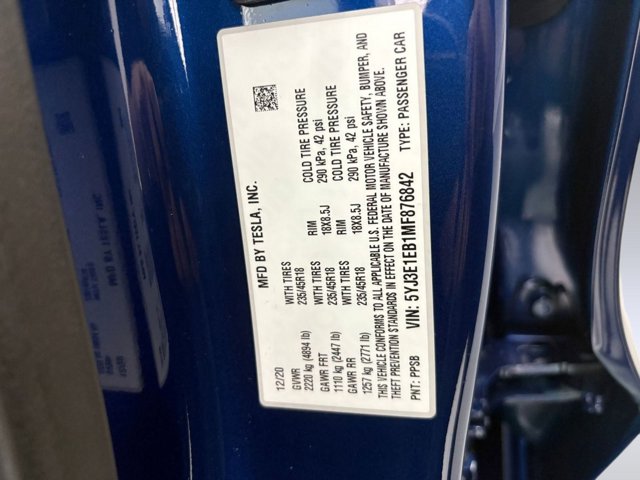 MFD BY TESLA, INC.
12/20
GVWR WITH TIRES RIM COLD TIRE PRESSURE
2220 kg (4894 lb) 235/45R18 18X8.5J 290 kPa, 42 psi
GAWR FRT WITH TIRES RIM COLD TIRE PRESSURE
1110 kg (2447 lb) 235/45R18 18X8.5J 290 kPa, 42 psi
GAWR RR
1257 kg (2771 lb)
THIS VEHICLE CONFORMS TO ALL APPLICABLE U.S. FEDERAL MOTOR VEHICLE SAFETY, BUMPER, AND
THEFT PREVENTION STANDARDS IN EFFECT ON THE DATE OF MANUFACTURE SHOWN ABOVE.
VIN: 5YJ3E1EB1MF876842
PNT: PPSB TYPE: PASSENGER CAR